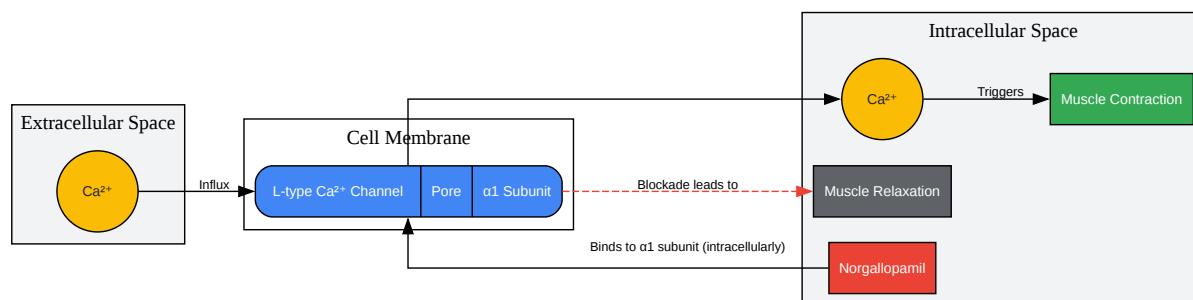 Extracellular Space
Ca²⁺
Influx
Cell Membrane
L-type Ca²⁺ Channel
Pore
α1 Subunit
Intracellular Space
Ca²⁺
Triggers
Muscle Contraction
Blockade leads to
Muscle Relaxation
Binds to α1 subunit (intracellularly)
Norgallopamil